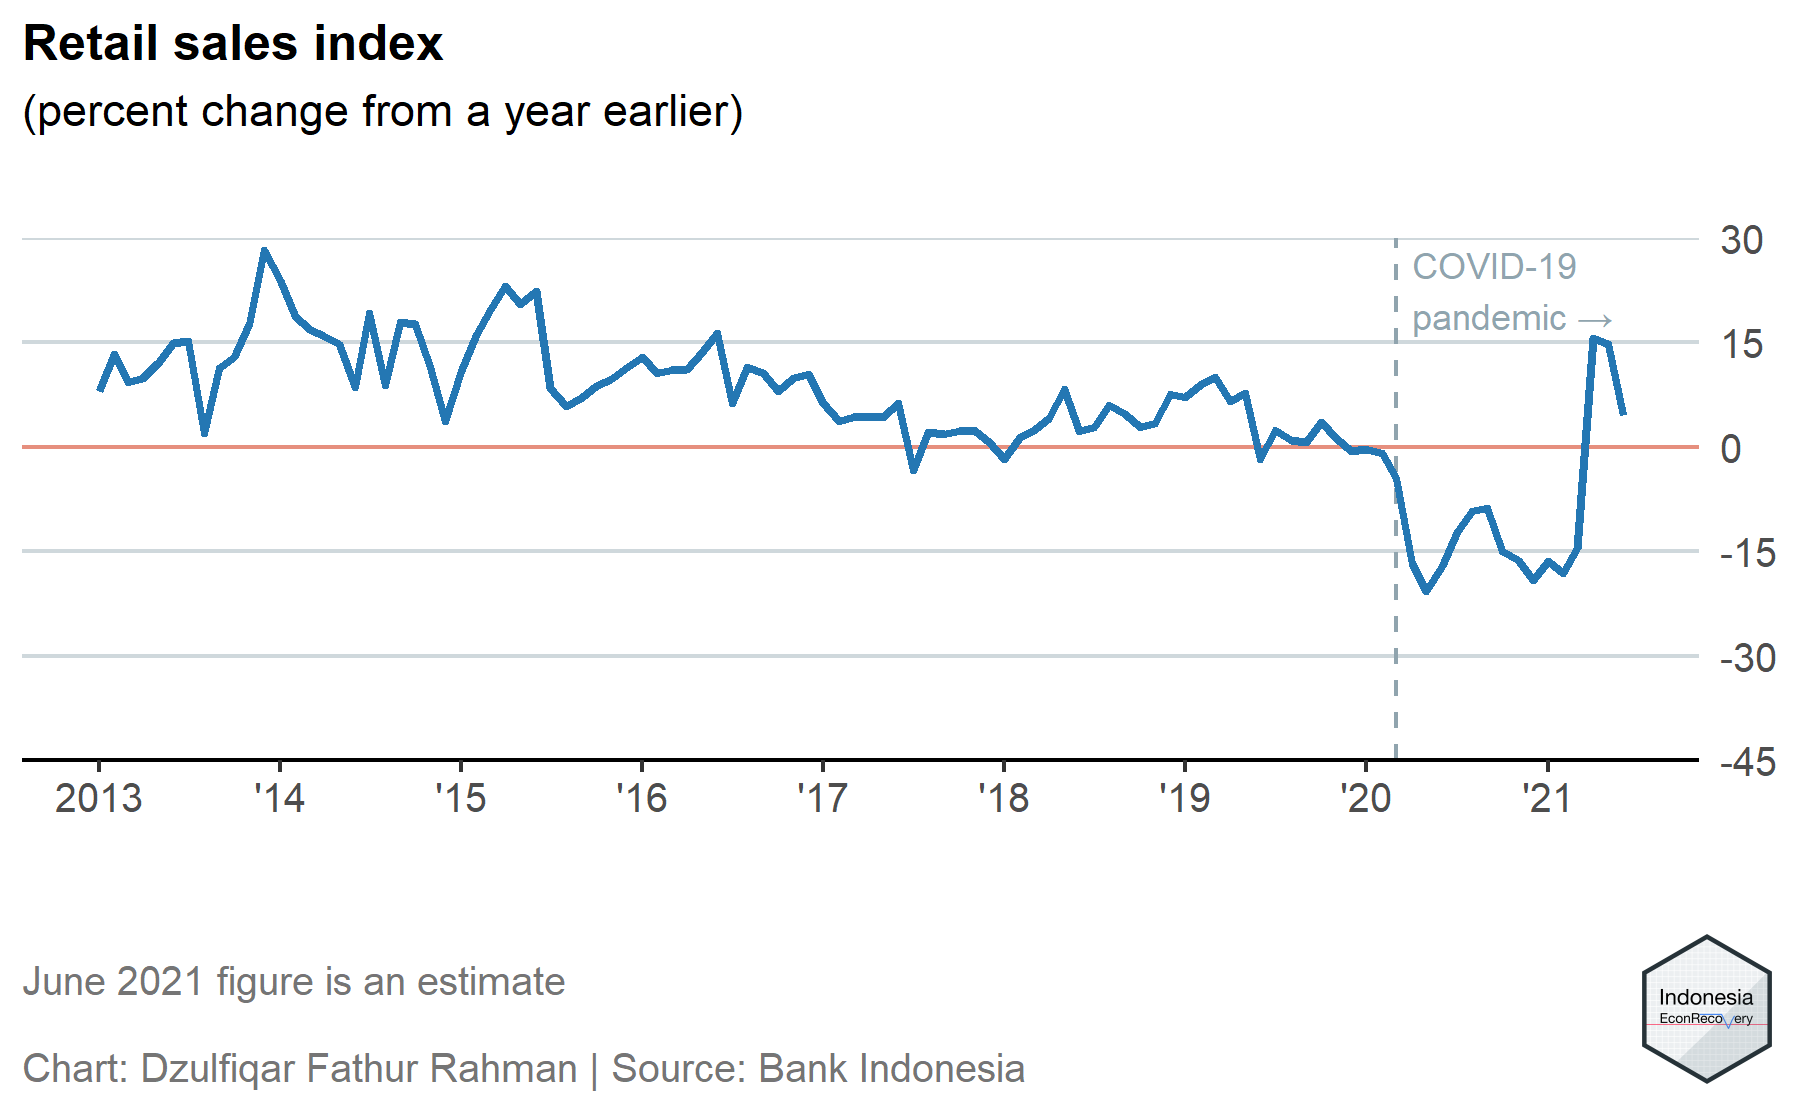 Retail sales index
(percent change from a year earlier)
30
COVID-19
pandemic →
15
0
-15
-30
-45
2013 '14 '15 '16 '17 '18 '19 '20 '21
June 2021 figure is an estimate
Indonesia
EconRecovery
Chart: Dzulfiqar Fathur Rahman | Source: Bank Indonesia